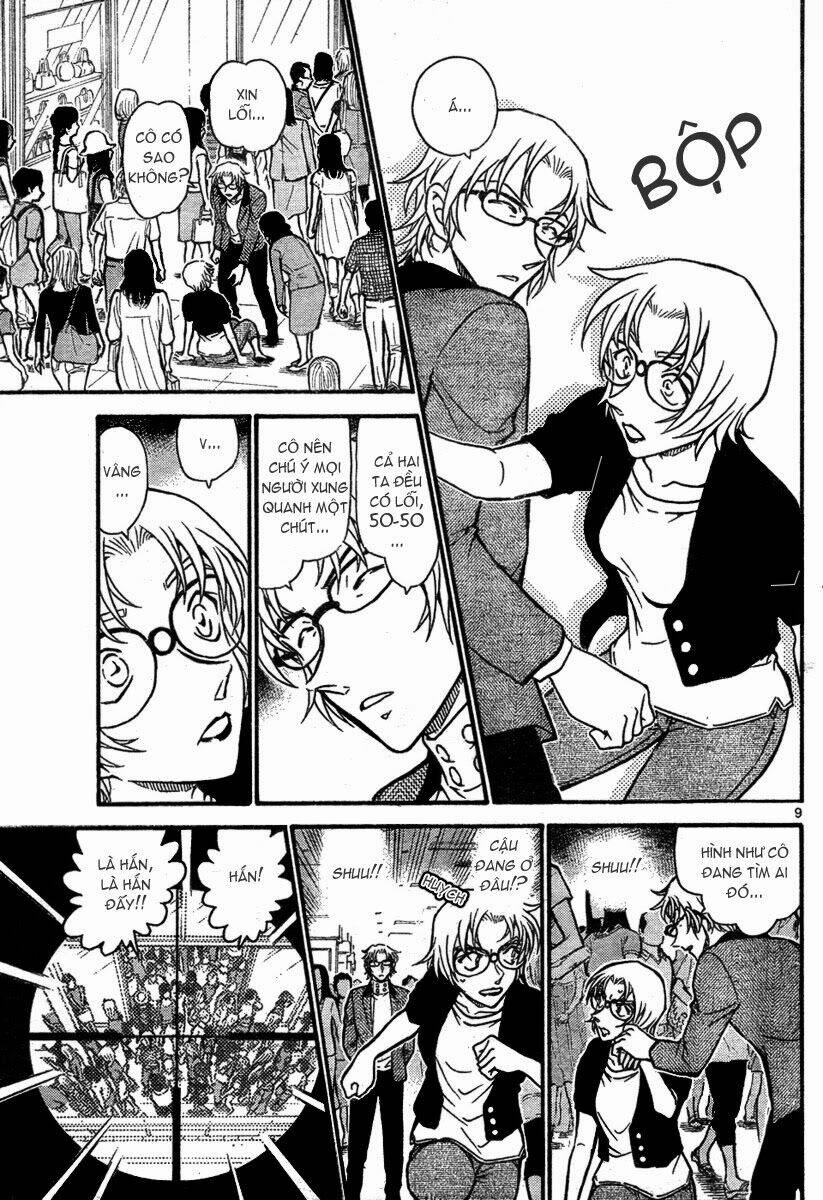 Á...
BỘP
XIN
LỖI...
CÔ CÓ
SAO
KHÔNG?
CẢ HAI
TA ĐỀU
CÓ LỖI,
50-50
...
CÔ NÊN
CHÚ Ý MỌI
NGƯỜI XUNG
QUANH MỘT
CHÚT...
V...
VÂNG
...
9
HÌNH NHƯ CÔ
ĐANG TÌM AI
ĐÓ...
SHUU!!
CẬU
ĐANG Ở
ĐÂU!?
HUỴCH
SHUU!!
HẮN!
LÀ HẮN,
LÀ HẮN
ĐẤY!!